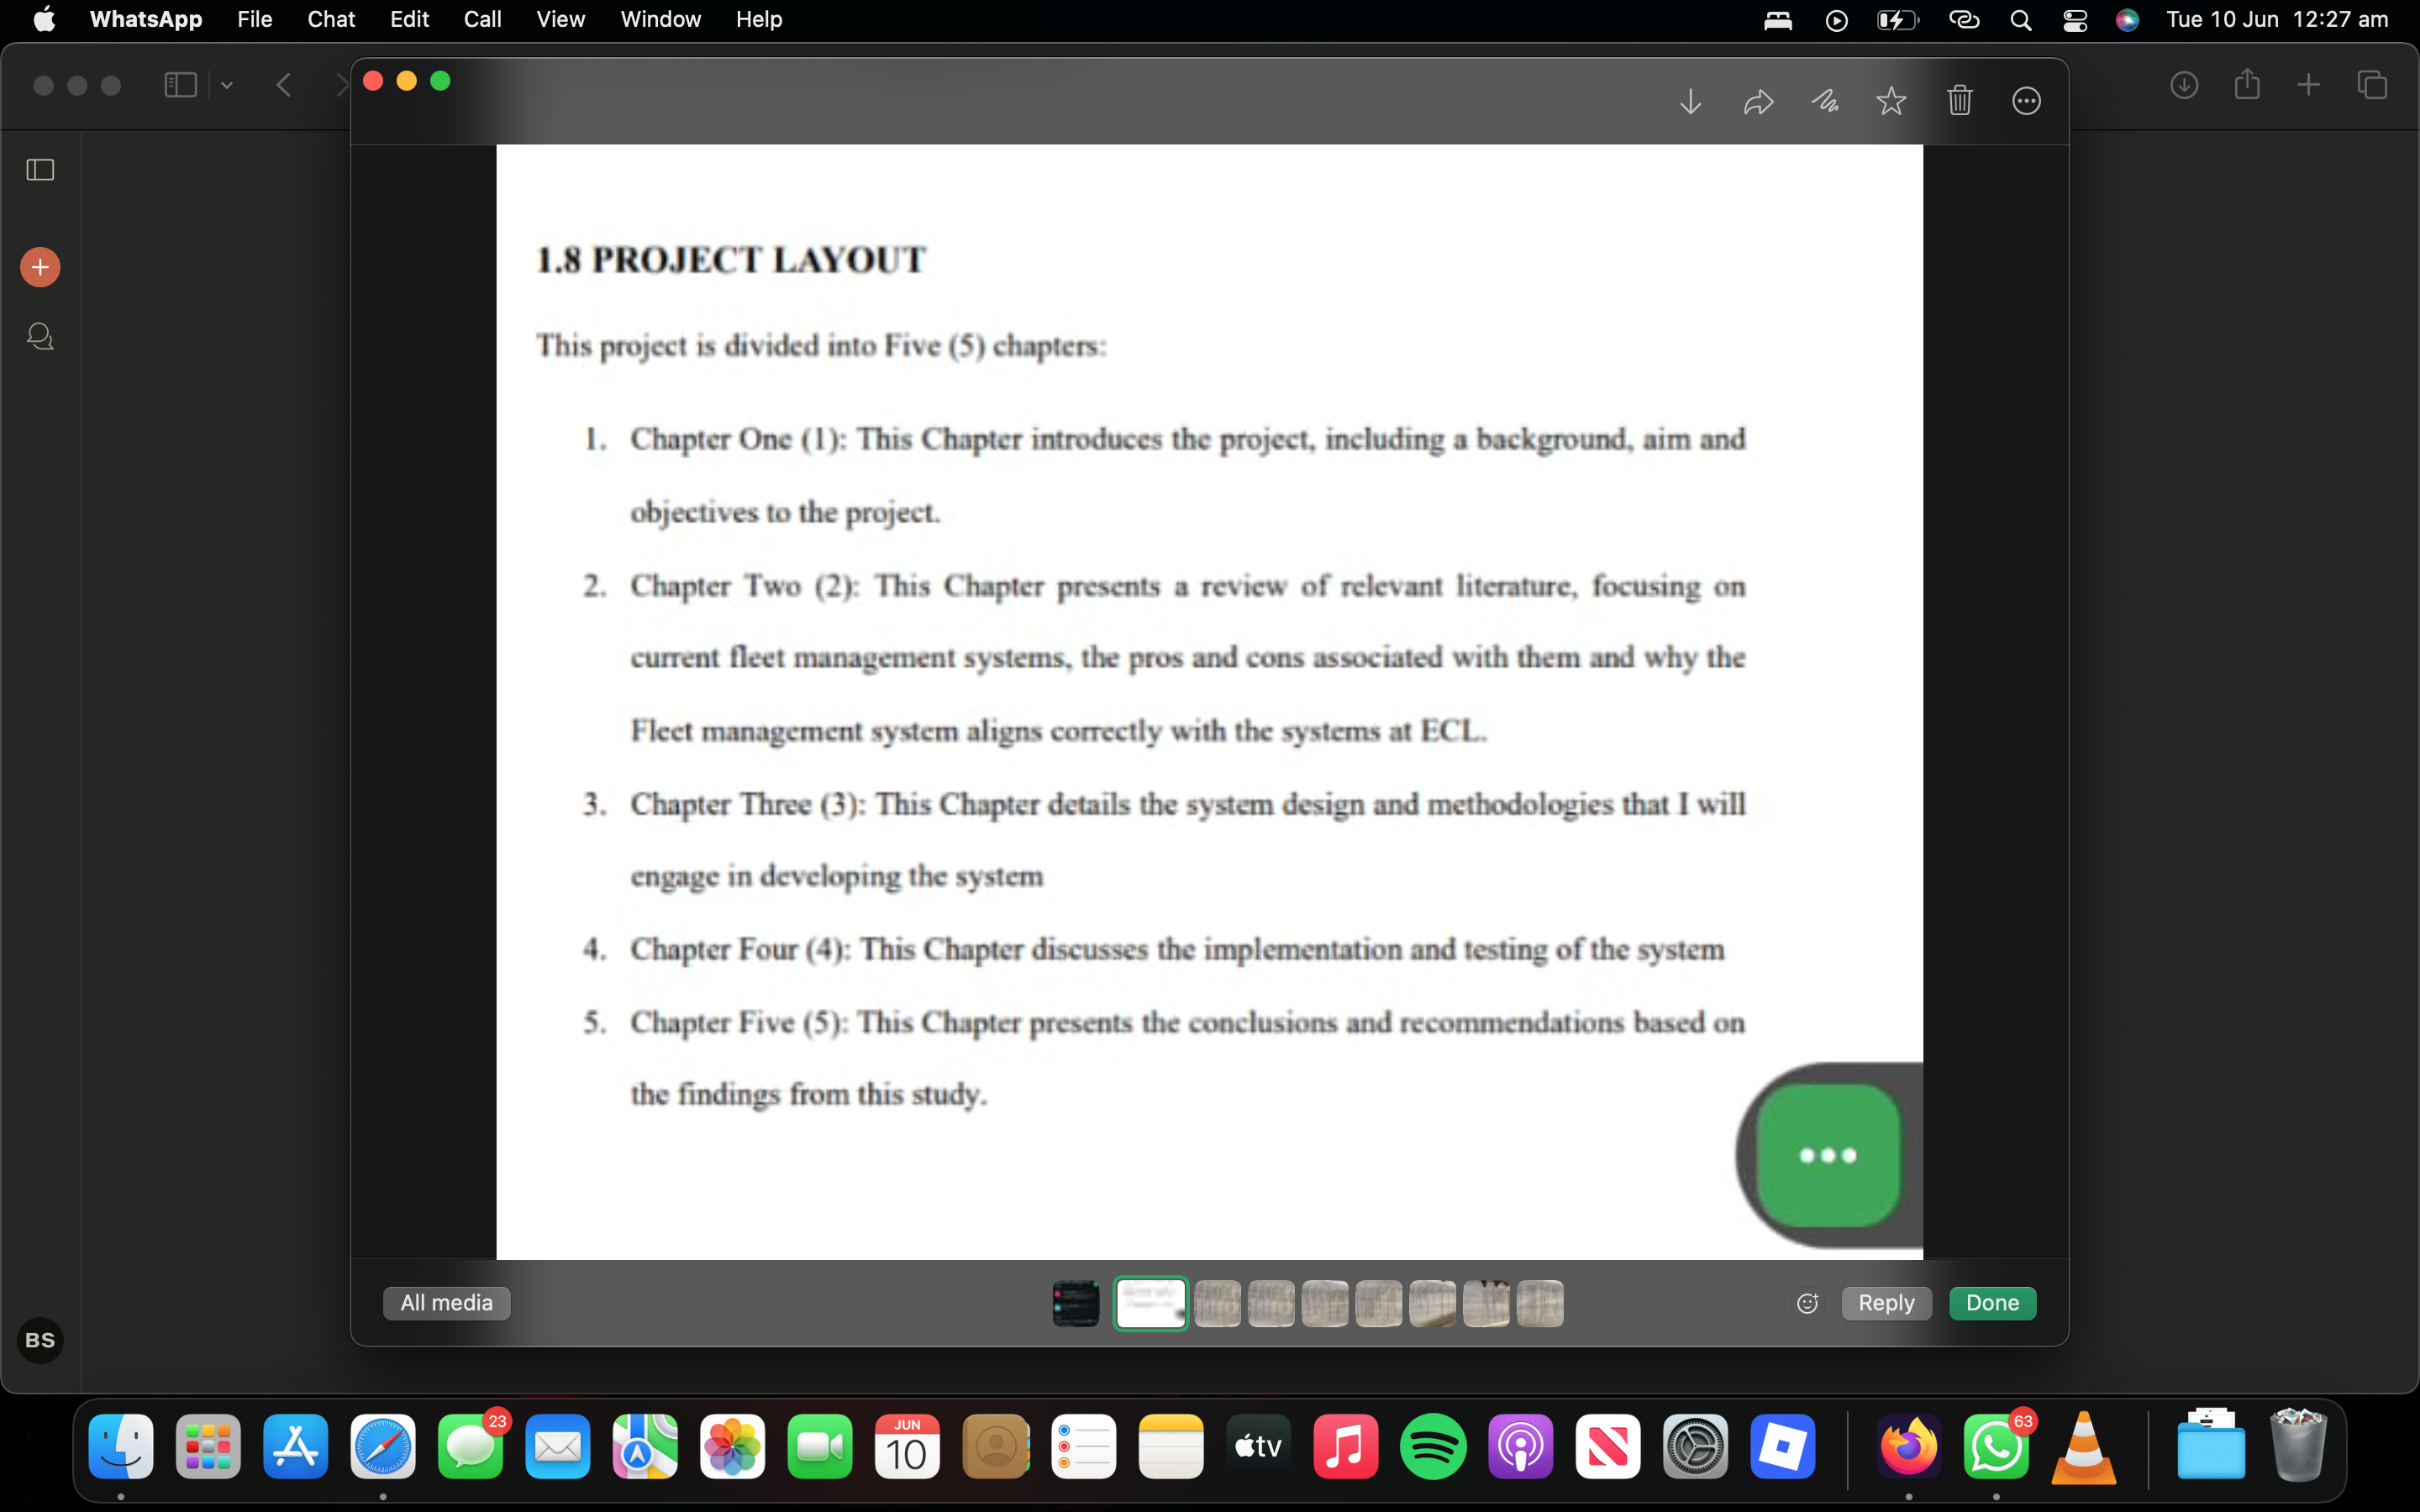 WhatsApp File Chat Edit Call View Window Help Tue 10 Jun 12:27 am
1.8 PROJECT LAYOUT
This project is divided into Five (5) chapters:
1. Chapter One (1): This Chapter introduces the project, including a background, aim and
objectives to the project.
2. Chapter Two (2): This Chapter presents a review of relevant literature, focusing on
current fleet management systems, the pros and cons associated with them and why the
Fleet management system aligns correctly with the systems at ECL.
3. Chapter Three (3): This Chapter details the system design and methodologies that I will
engage in developing the system
4. Chapter Four (4): This Chapter discusses the implementation and testing of the system
5. Chapter Five (5): This Chapter presents the conclusions and recommendations based on
the findings from this study.
All media Reply Done
BS
23 JUN 10 tv 63